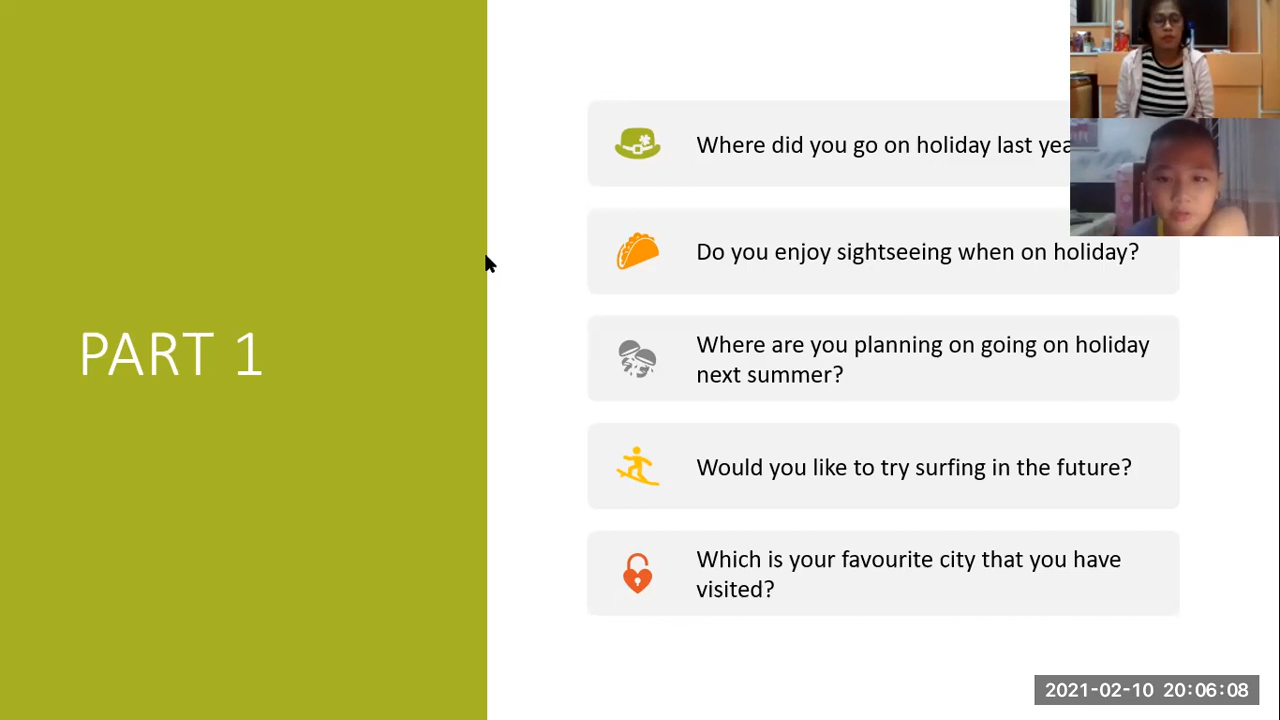 PART 1
Where did you go on holiday last
Do you enjoy sightseeing when on holiday?
Where are you planning on going on holiday
next summer?
Would you like to try surfing in the future?
Which is your favourite city that you have
visited?
2021-02-10 20:06:08